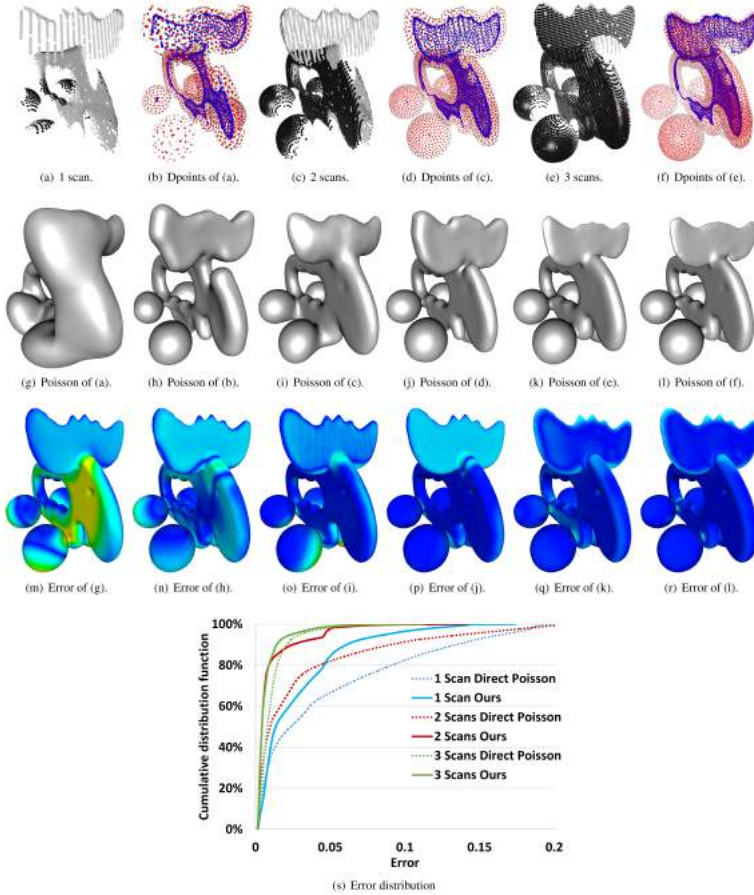 (a) 1 scan. (b) Dpoints of (a). (c) 2 scans. (d) Dpoints of (c). (e) 3 scans. (f) Dpoints of (e).
(g) Poisson of (a). (h) Poisson of (b). (i) Poisson of (c). (j) Poisson of (d). (k) Poisson of (e). (l) Poisson of (f).
(m) Error of (g). (n) Error of (h). (o) Error of (i). (p) Error of (j). (q) Error of (k). (r) Error of (l).
Cumulative distribution function
100%
80%
60%
40%
20%
0%
1 Scan Direct Poisson
1 Scan Ours
2 Scans Direct Poisson
2 Scans Ours
3 Scans Direct Poisson
3 Scans Ours
0 0.05 0.1 0.15 0.2
Error
(s) Error distribution